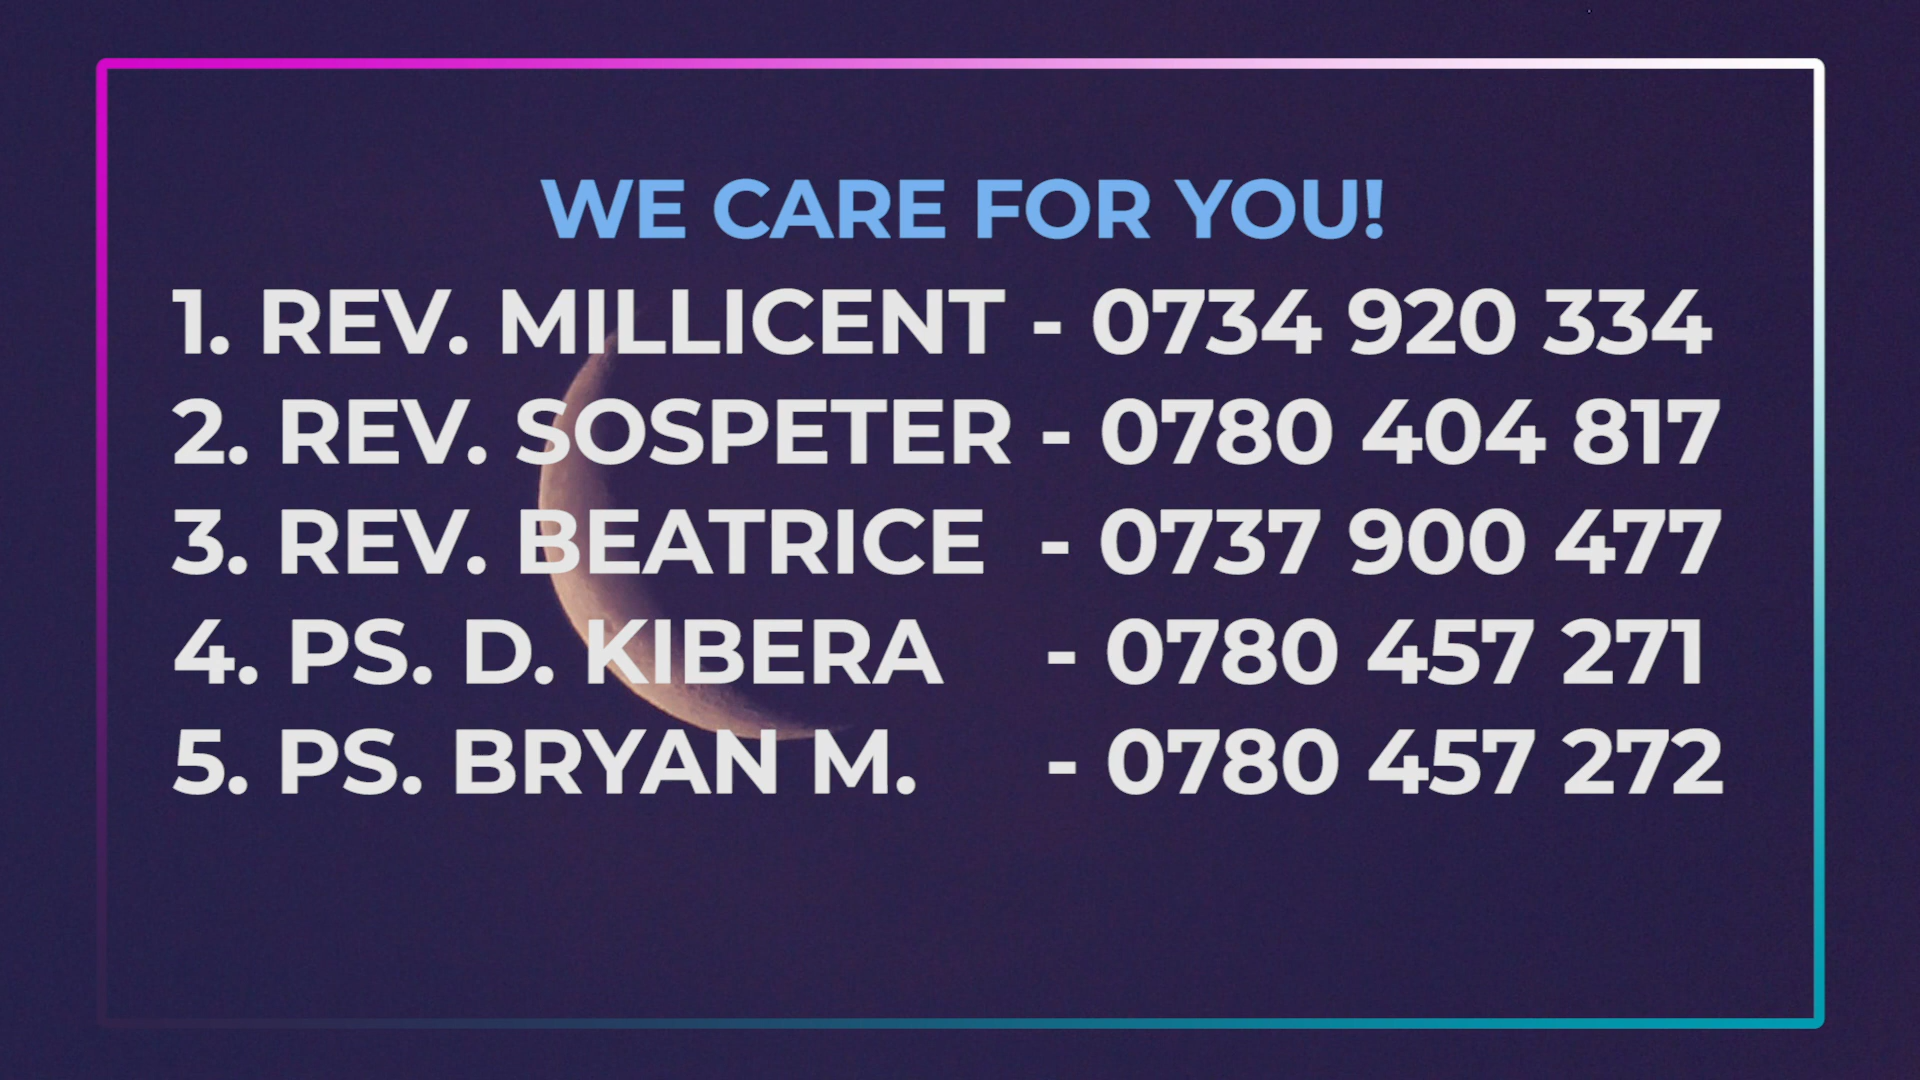 WE CARE FOR YOU!
1. REV. MILLICENT - 0734 920 334
2. REV. SOSPETER - 0780 404 817
3. REV. BEATRICE - 0737 900 477
4. PS. D. KIBERA - 0780 457 271
5. PS. BRYAN M. - 0780 457 272